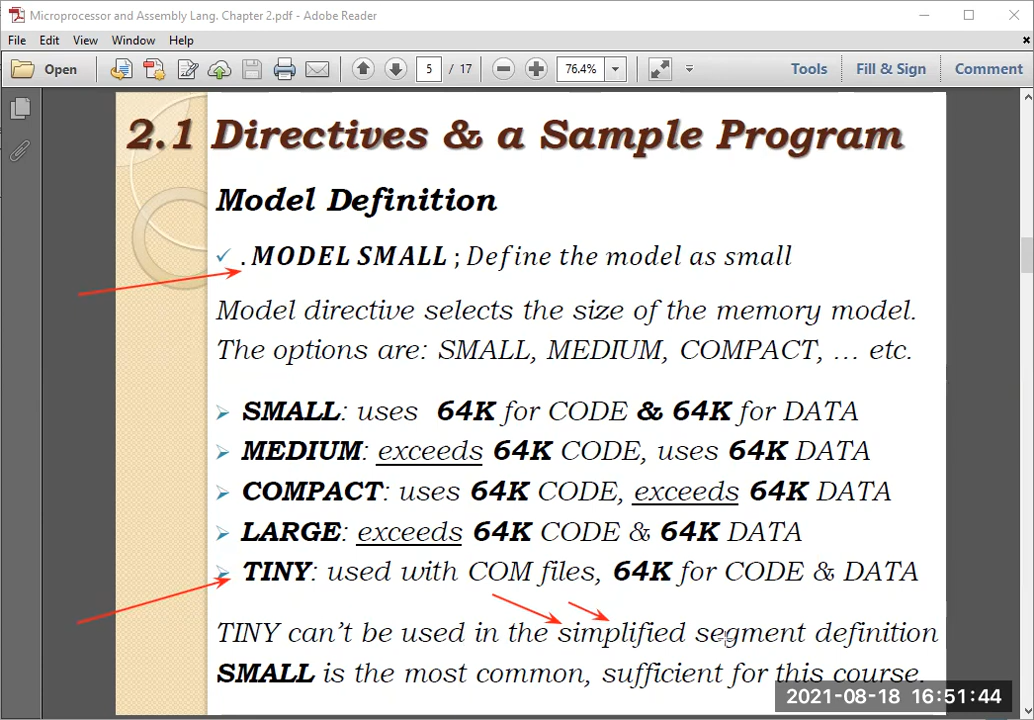 Microprocessor and Assembly Lang. Chapter 2.pdf - Adobe Reader
File Edit View Window Help
Open 5 / 17 76.4% Tools Fill & Sign Comment
2.1 Directives & a Sample Program
Model Definition
✓ .MODEL SMALL ; Define the model as small
Model directive selects the size of the memory model.
The options are: SMALL, MEDIUM, COMPACT, ... etc.
➢ SMALL: uses 64K for CODE & 64K for DATA
➢ MEDIUM: exceeds 64K CODE, uses 64K DATA
➢ COMPACT: uses 64K CODE, exceeds 64K DATA
➢ LARGE: exceeds 64K CODE & 64K DATA
➢ TINY: used with COM files, 64K for CODE & DATA
TINY can't be used in the simplified segment definition
SMALL is the most common, sufficient for this course.
2021-08-18 16:51:44